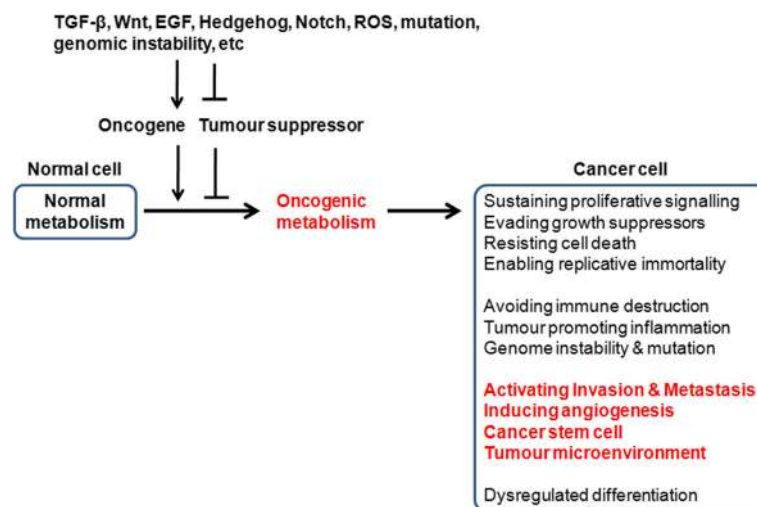 TGF-β, Wnt, EGF, Hedgehog, Notch, ROS, mutation,
genomic instability, etc
Oncogene Tumour suppressor
Normal cell
Normal
metabolism
Oncogenic
metabolism
Cancer cell
Sustaining proliferative signalling
Evading growth suppressors
Resisting cell death
Enabling replicative immortality
Avoiding immune destruction
Tumour promoting inflammation
Genome instability & mutation
Activating Invasion & Metastasis
Inducing angiogenesis
Cancer stem cell
Tumour microenvironment
Dysregulated differentiation